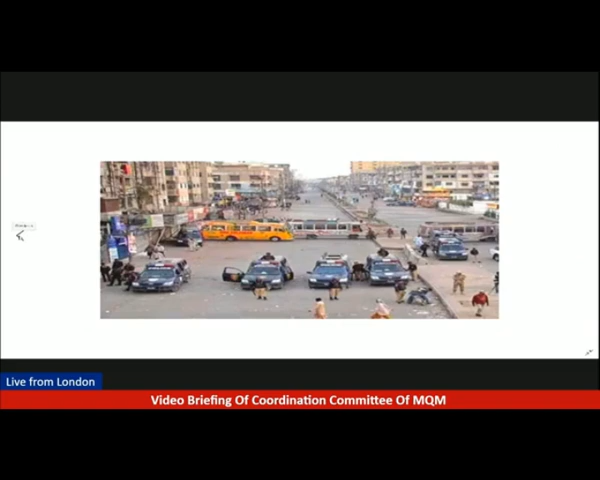 Live from London
Video Briefing Of Coordination Committee Of MQM